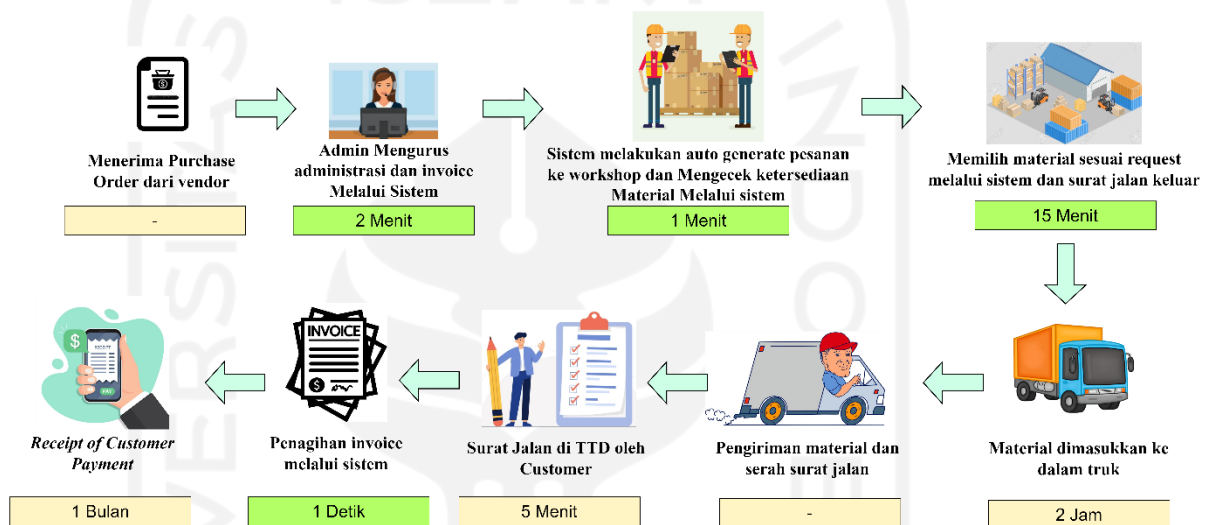 Menerima Purchase
Order dari vendor
-
Admin Mengurus
administrasi dan invoice
Melalui Sistem
2 Menit
Sistem melakukan auto generate pesanan
ke workshop dan Mengecek ketersediaan
Material Melalui sistem
1 Menit
Memilih material sesuai request
melalui sistem dan surat jalan keluar
15 Menit
Material dimasukkan ke
dalam truk
2 Jam
Pengiriman material dan
serah surat jalan
-
Surat Jalan di TTD oleh
Customer
5 Menit
INVOICE
Penagihan invoice
melalui sistem
1 Detik
Receipt of Customer
Payment
1 Bulan